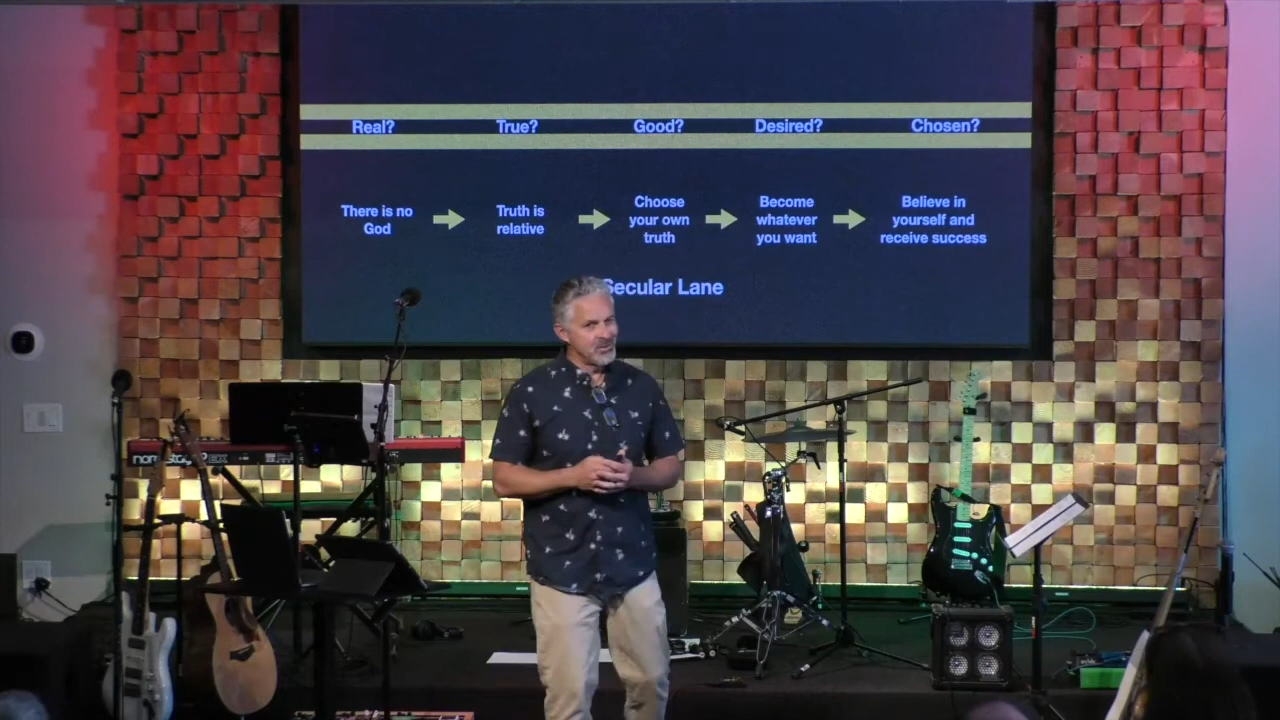 Real? True? Good? Desired? Chosen?
There is no
God
Truth is
relative
Choose
your own
truth
Become
whatever
you want
Believe in
yourself and
receive success
Secular Lane